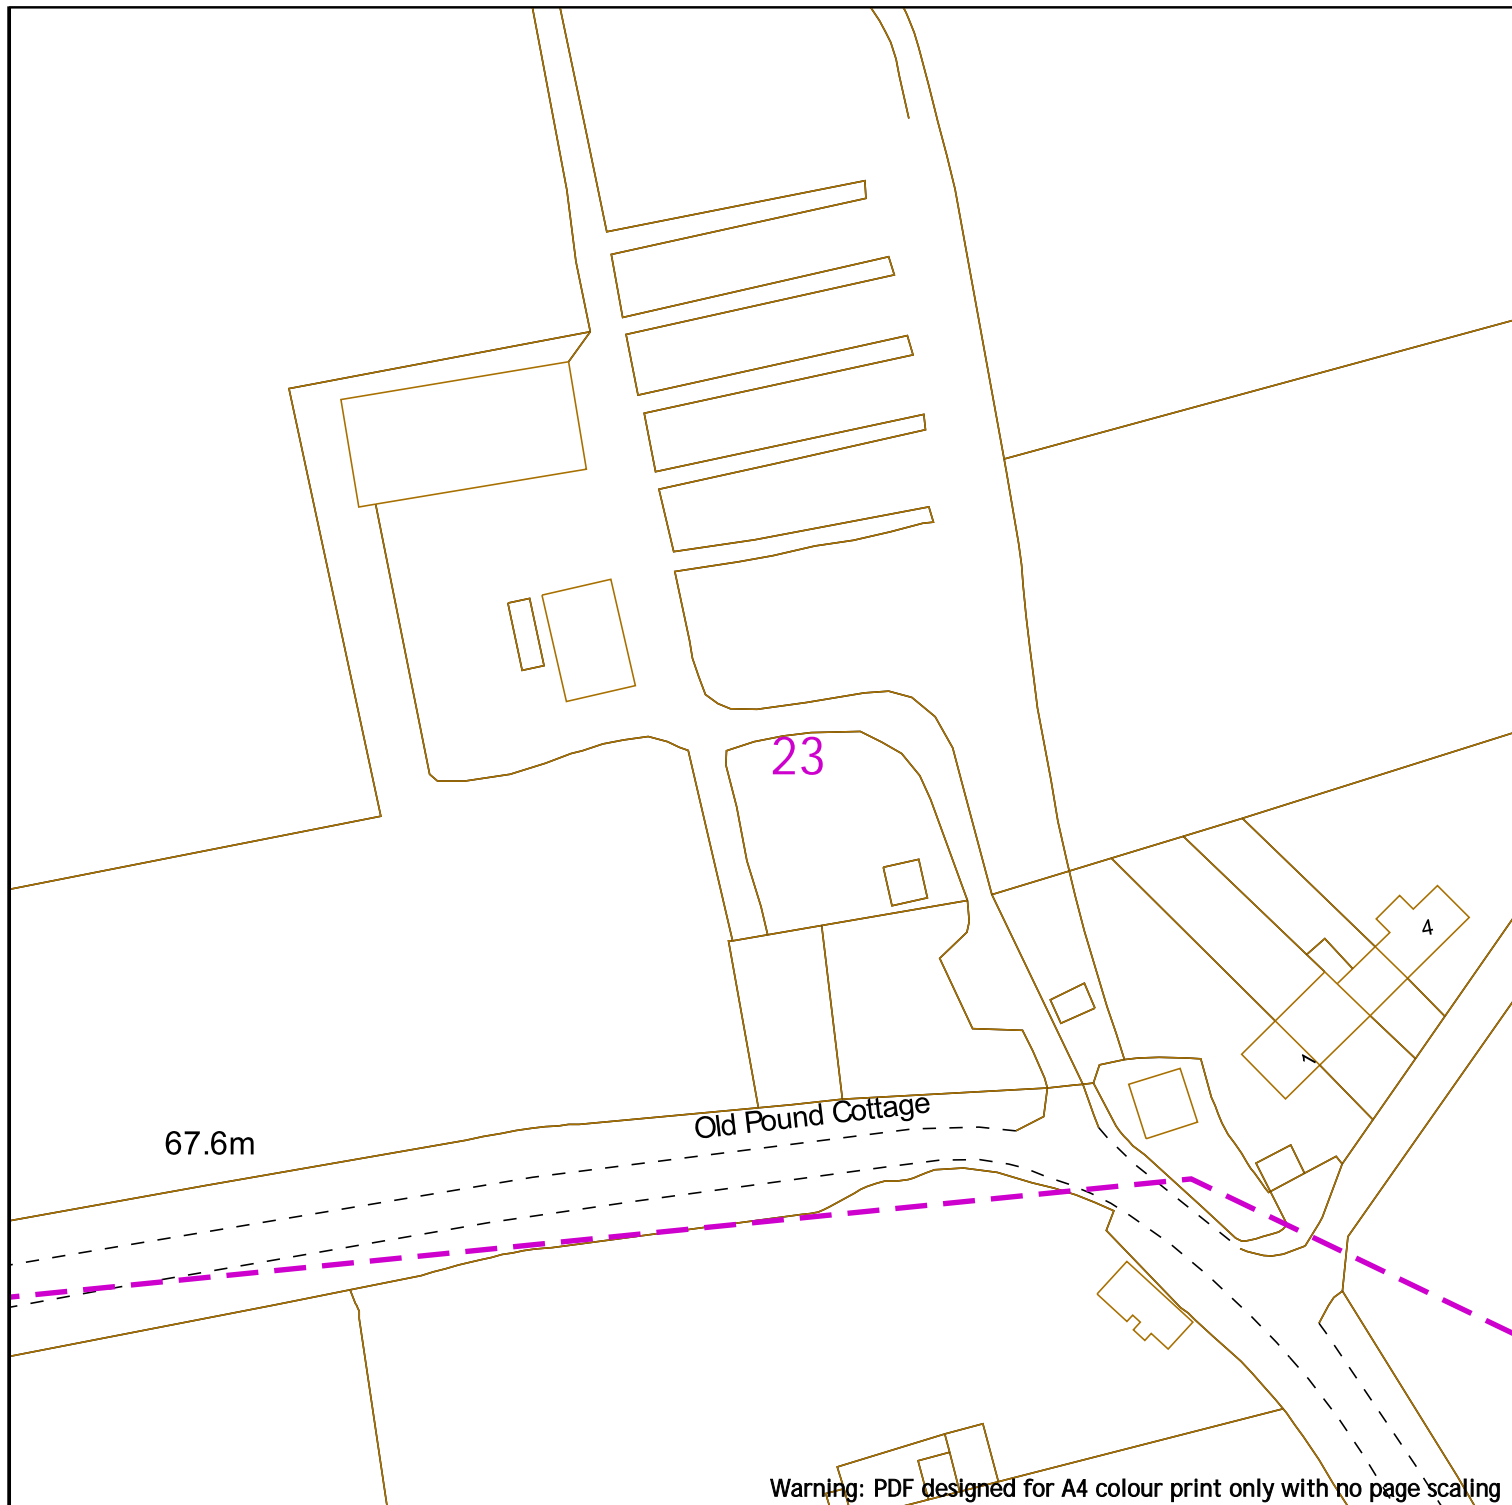 23
4
1
Old Pound Cottage
67.6m
Warning: PDF designed for A4 colour print only with no page scaling